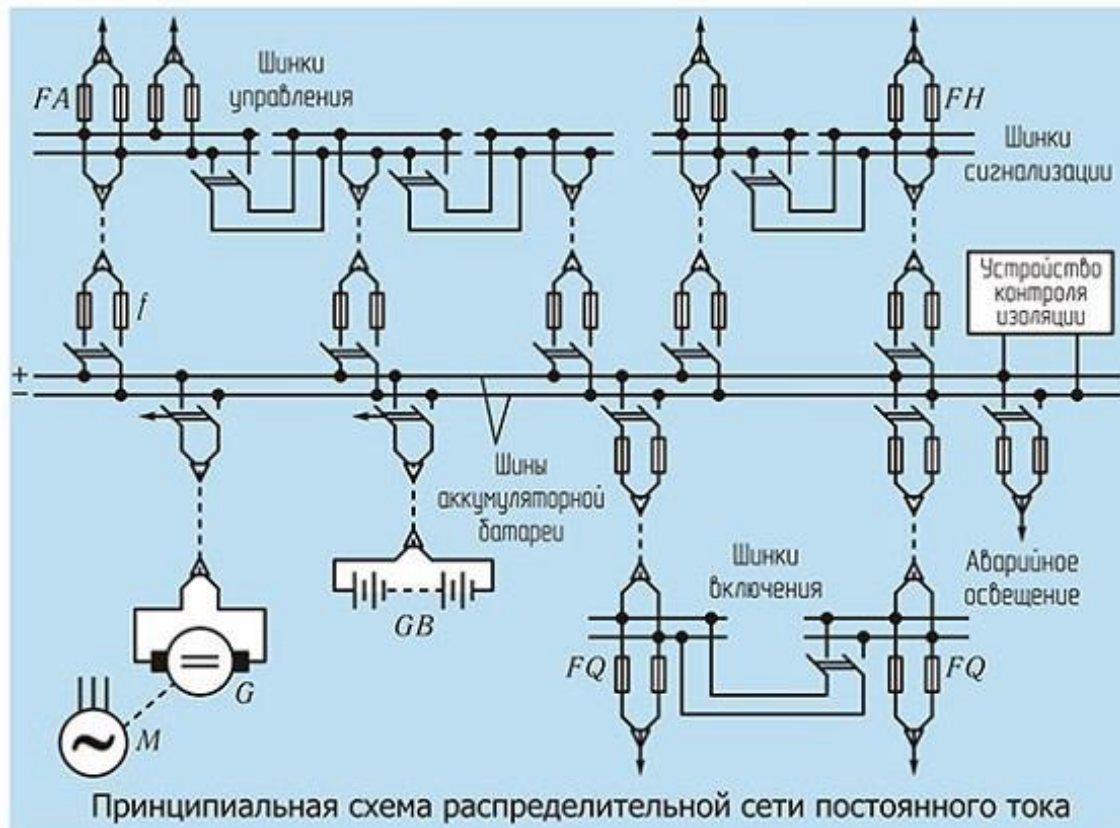 Шинки
управления
FA
FH
Шинки
сигнализации
f
Устройство
контроля
изоляции
+
−
Шины
аккумуляторной
батареи
GB
G
M
Шинки
включения
Аварийное
освещение
FQ
FQ
Принципиальная схема распределительной сети постоянного тока